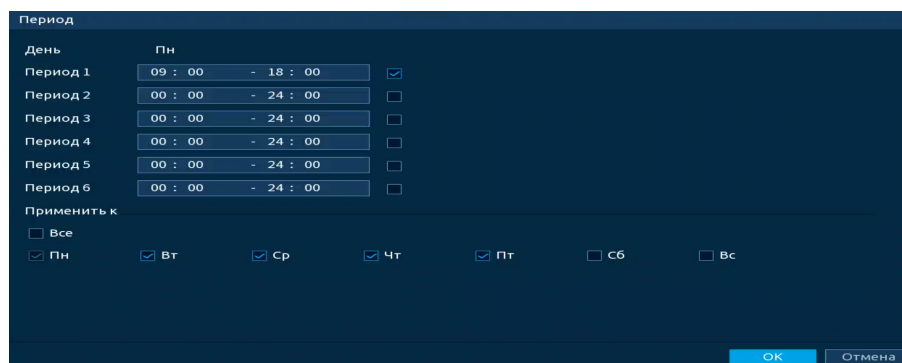 Период
День Пн
Период 1 09 : 00 - 18 : 00
Период 2 00 : 00 - 24 : 00
Период 3 00 : 00 - 24 : 00
Период 4 00 : 00 - 24 : 00
Период 5 00 : 00 - 24 : 00
Период 6 00 : 00 - 24 : 00
Применить к
Все
Пн Вт Ср Чт Пт Сб Вс
OK Отмена